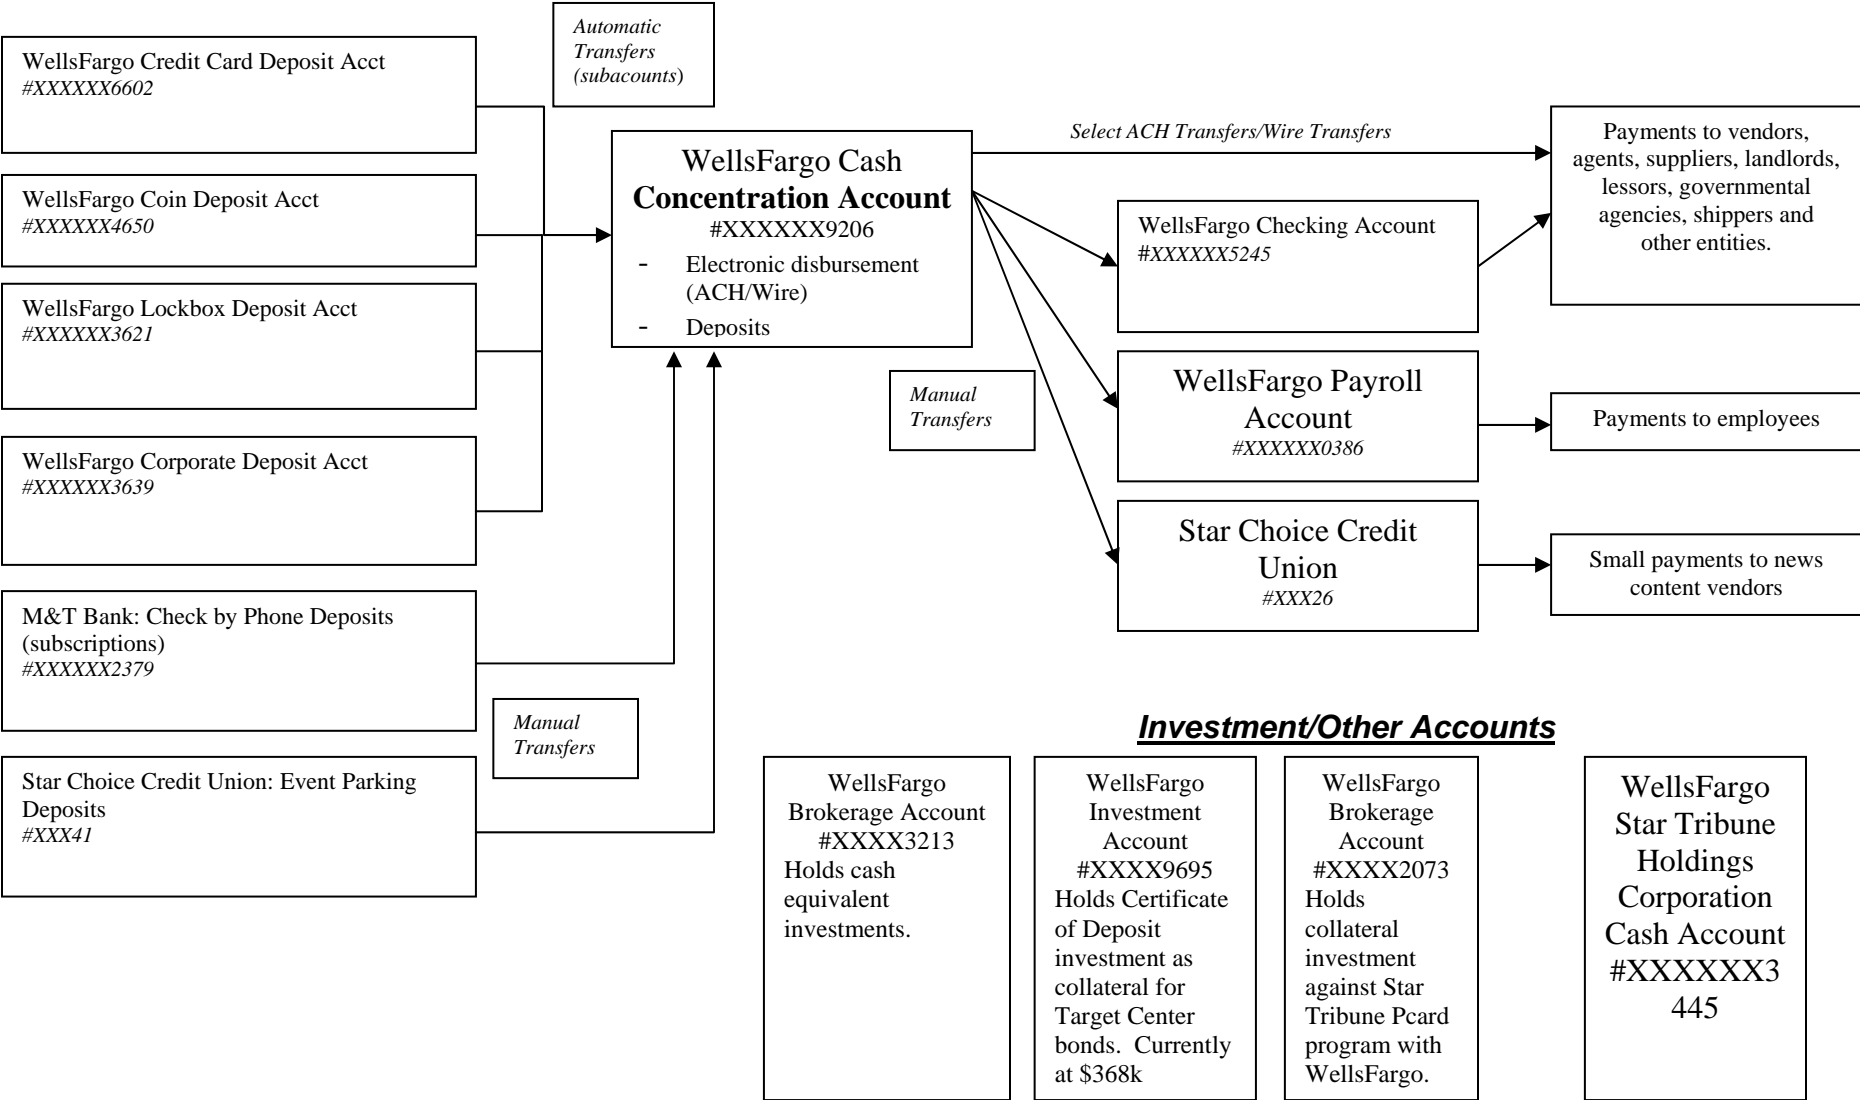 Automatic
Transfers
(subacounts)
WellsFargo Credit Card Deposit Acct
#XXXXXX6602
WellsFargo Coin Deposit Acct
#XXXXXX4650
WellsFargo Lockbox Deposit Acct
#XXXXXX3621
WellsFargo Corporate Deposit Acct
#XXXXXX3639
M&T Bank: Check by Phone Deposits
(subscriptions)
#XXXXXX2379
Star Choice Credit Union: Event Parking
Deposits
#XXX41
Manual
Transfers
WellsFargo Cash
Concentration Account
#XXXXXX9206
- Electronic disbursement
(ACH/Wire)
- Deposits
Select ACH Transfers/Wire Transfers
Manual
Transfers
WellsFargo Checking Account
#XXXXXX5245
WellsFargo Payroll
Account
#XXXXXX0386
Star Choice Credit
Union
#XXX26
Payments to vendors,
agents, suppliers, landlords,
lessors, governmental
agencies, shippers and
other entities.
Payments to employees
Small payments to news
content vendors
Investment/Other Accounts
WellsFargo
Brokerage Account
#XXXX3213
Holds cash
equivalent
investments.
WellsFargo
Investment
Account
#XXXX9695
Holds Certificate
of Deposit
investment as
collateral for
Target Center
bonds. Currently
at $368k
WellsFargo
Brokerage
Account
#XXXX2073
Holds
collateral
investment
against Star
Tribune Pcard
program with
WellsFargo.
WellsFargo
Star Tribune
Holdings
Corporation
Cash Account
#XXXXXX3
445